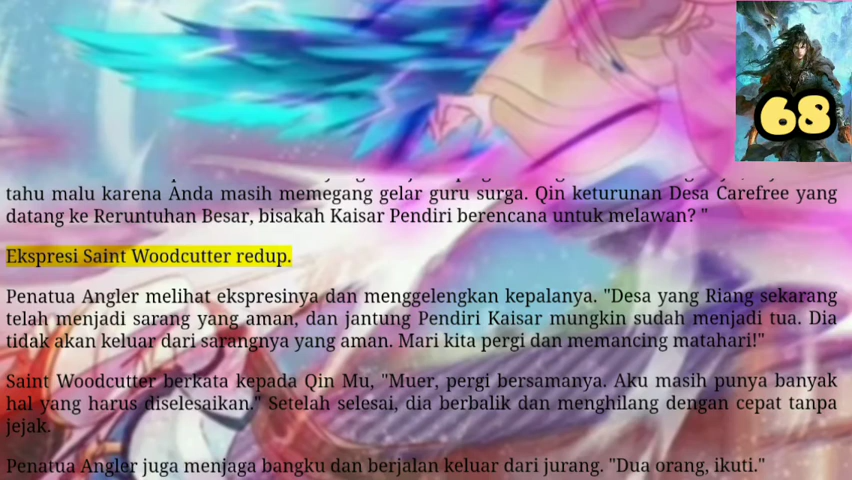 68
tahu malu karena Anda masih memegang gelar guru surga. Qin keturunan Desa Carefree yang
datang ke Reruntuhan Besar, bisakah Kaisar Pendiri berencana untuk melawan? "
Ekspresi Saint Woodcutter redup.
Penatua Angler melihat ekspresinya dan menggelengkan kepalanya. "Desa yang Riang sekarang
telah menjadi sarang yang aman, dan jantung Pendiri Kaisar mungkin sudah menjadi tua. Dia
tidak akan keluar dari sarangnya yang aman. Mari kita pergi dan memancing matahari!"
Saint Woodcutter berkata kepada Qin Mu, "Muer, pergi bersamanya. Aku masih punya banyak
hal yang harus diselesaikan." Setelah selesai, dia berbalik dan menghilang dengan cepat tanpa
jejak.
Penatua Angler juga menjaga bangku dan berjalan keluar dari jurang. "Dua orang, ikuti."